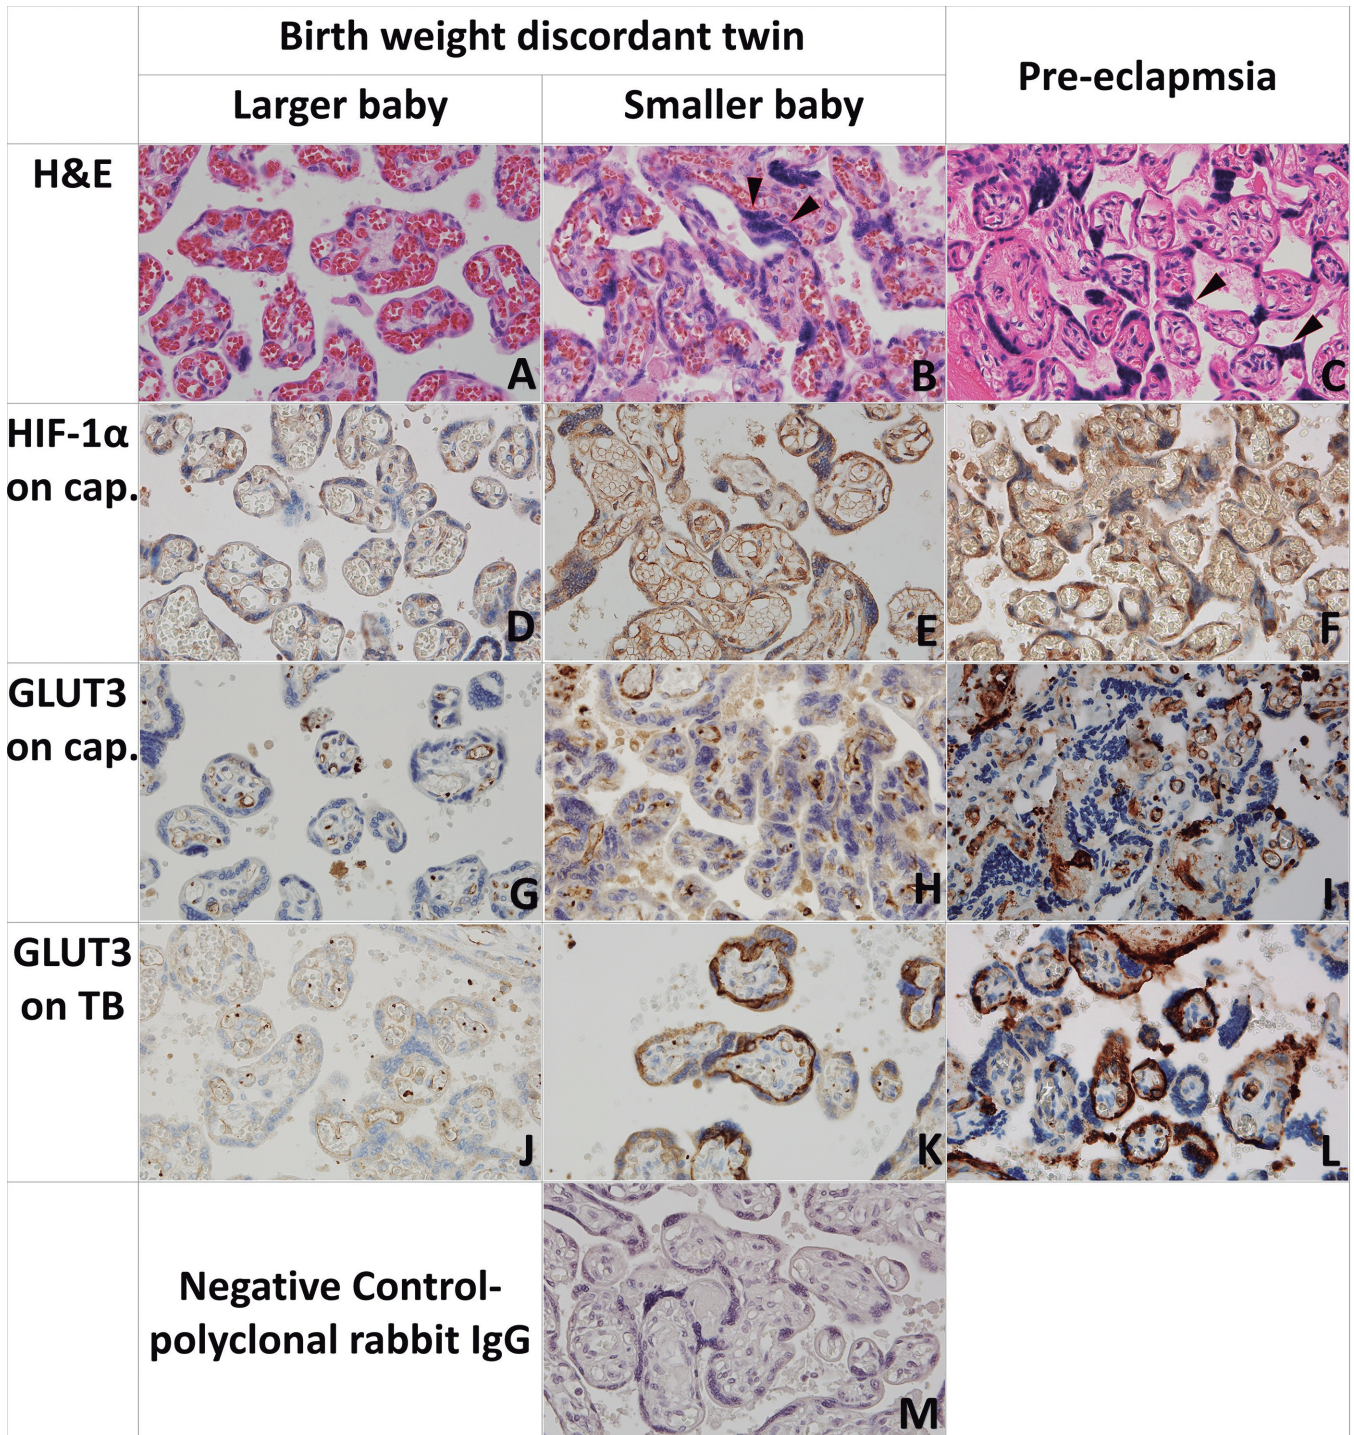 Birth weight discordant twin
Pre-eclapmsia
Larger baby
Smaller baby
H&E
A
B
C
HIF-1α
on cap.
D
E
F
GLUT3
on cap.
G
H
I
GLUT3
on TB
J
K
L
Negative Control-
polyclonal rabbit IgG
M